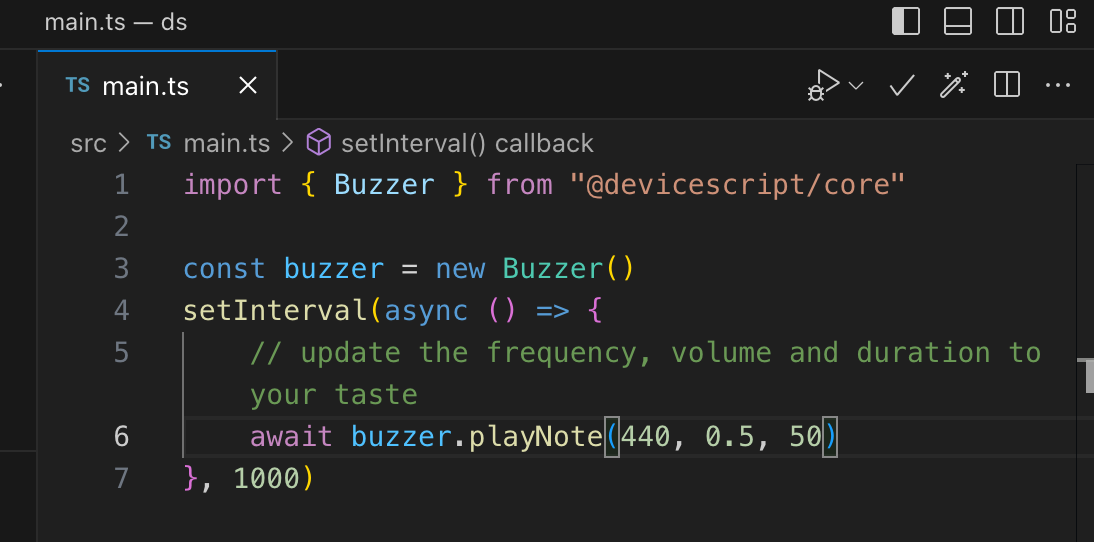 main.ts — ds
TS main.ts
src > TS main.ts > setInterval() callback
1 import { Buzzer } from "@devicescript/core"
2
3 const buzzer = new Buzzer()
4 setInterval(async () => {
5 // update the frequency, volume and duration to
your taste
6 await buzzer.playNote(440, 0.5, 50)
7 }, 1000)